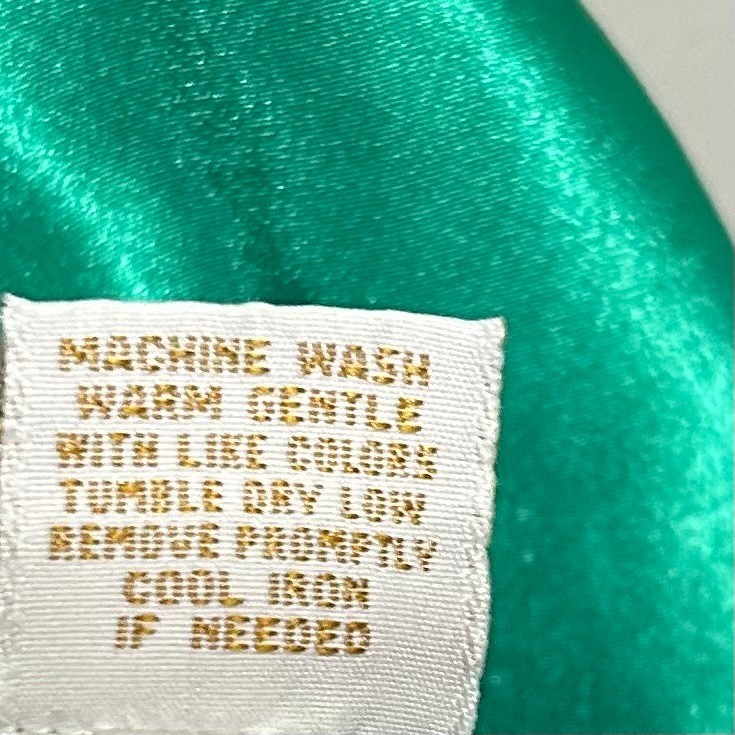 MACHINE WASH
WARM GENTLE
WITH LIKE COLORS
TUMBLE DRY LOW
REMOVE PROMPTLY
COOL IRON
IF NEEDED